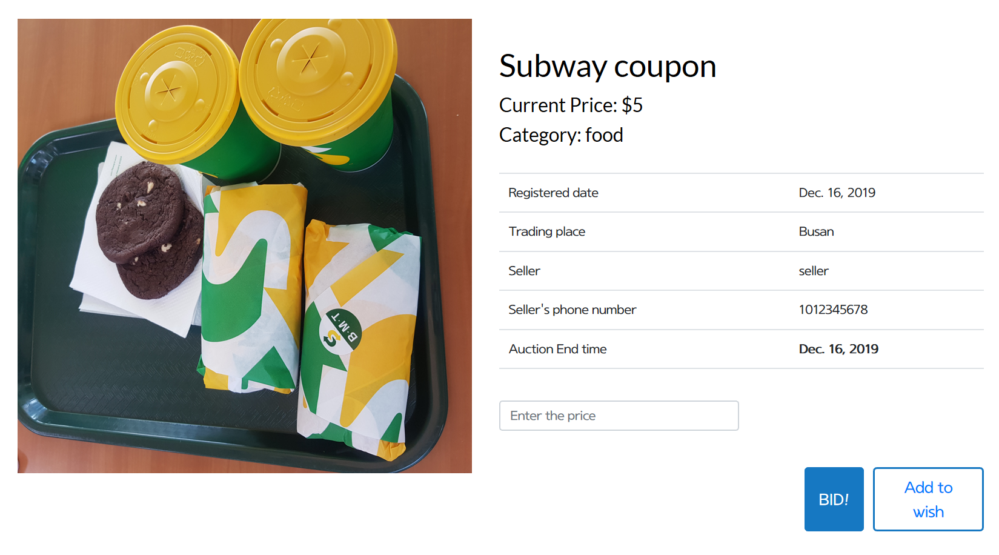 B·M·T
Subway coupon
Current Price: $5
Category: food
Registered date Dec. 16, 2019
Trading place Busan
Seller seller
Seller's phone number 1012345678
Auction End time Dec. 16, 2019
Enter the price
BID!
Add to
wish